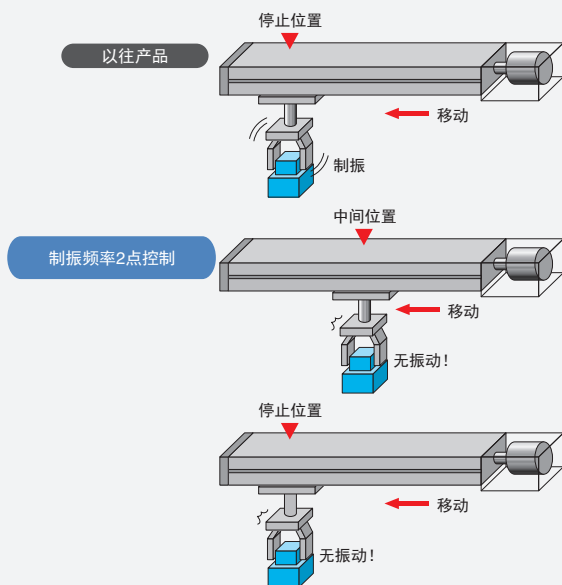 停止位置
以往产品
移动
制振
中间位置
制振频率2点控制
移动
无振动!
停止位置
移动
无振动!